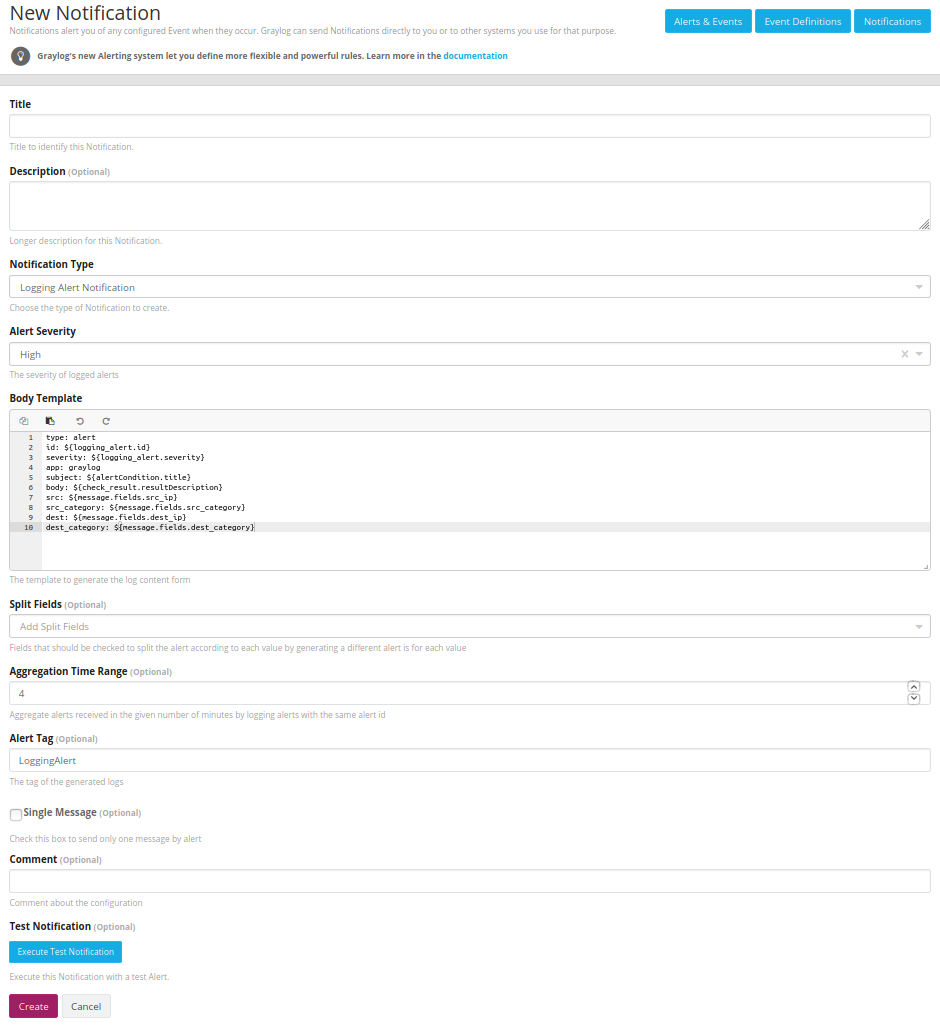 New Notification
Notifications alert you of any configured Event when they occur. Graylog can send Notifications directly to you or to other systems you use for that purpose.
Alerts & Events
Event Definitions
Notifications
Graylog's new Alerting system let you define more flexible and powerful rules. Learn more in the documentation
Title
Title to identify this Notification.
Description (Optional)
Longer description for this Notification.
Notification Type
Logging Alert Notification
Choose the type of Notification to create.
Alert Severity
High
The severity of logged alerts
Body Template
1 type: alert
2 id: ${logging_alert.id}
3 severity: ${logging_alert.severity}
4 app: graylog
5 subject: ${alertCondition.title}
6 body: ${check_result.resultDescription}
7 src: ${message.fields.src_ip}
8 src_category: ${message.fields.src_category}
9 dest: ${message.fields.dest_ip}
10 dest_category: ${message.fields.dest_category}
The template to generate the log content form
Split Fields (Optional)
Add Split Fields
Fields that should be checked to split the alert according to each value by generating a different alert is for each value
Aggregation Time Range (Optional)
4
Aggregate alerts received in the given number of minutes by logging alerts with the same alert id
Alert Tag (Optional)
LoggingAlert
The tag of the generated logs
Single Message (Optional)
Check this box to send only one message by alert
Comment (Optional)
Comment about the configuration
Test Notification (Optional)
Execute Test Notification
Execute this Notification with a test Alert.
Create
Cancel